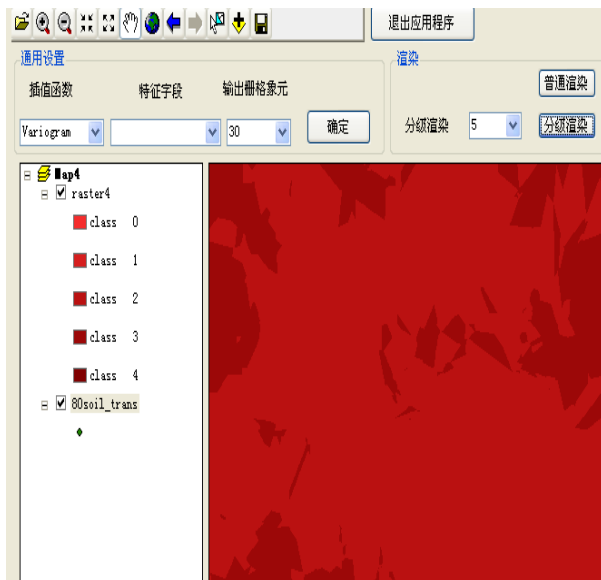 退出应用程序
通用设置
渲染
插值函数 特征字段 输出栅格象元
普通渲染
Variogram 30 确定 分级渲染 5 分级渲染
Map4
raster4
class 0
class 1
class 2
class 3
class 4
80soil_trans